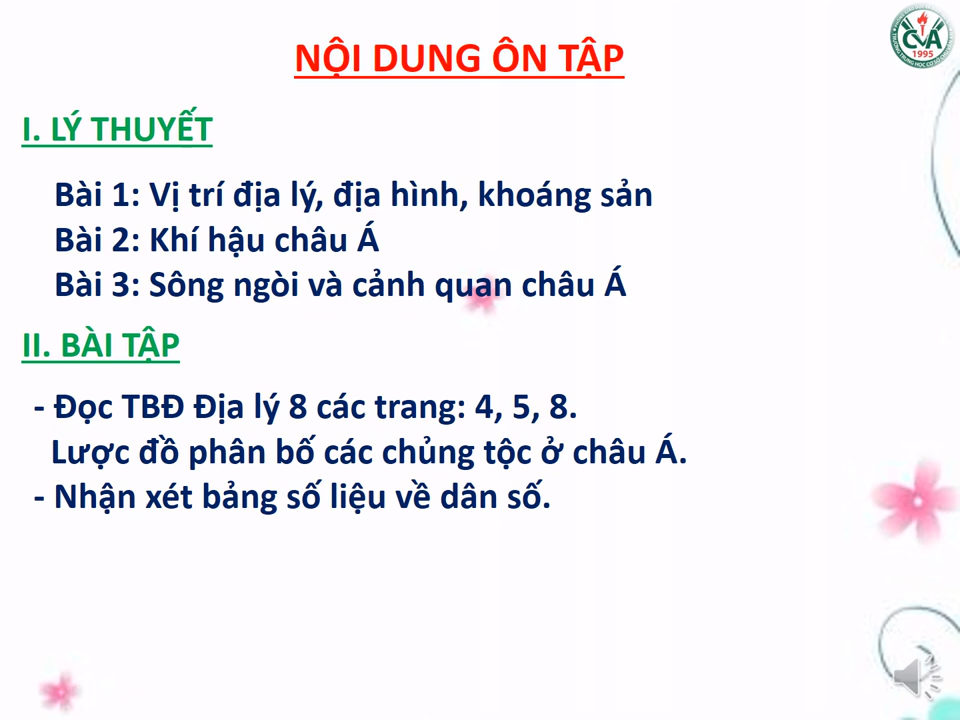 NỘI DUNG ÔN TẬP
CVA
1995
I. LÝ THUYẾT
Bài 1: Vị trí địa lý, địa hình, khoáng sản
Bài 2: Khí hậu châu Á
Bài 3: Sông ngòi và cảnh quan châu Á
II. BÀI TẬP
- Đọc TBĐ Địa lý 8 các trang: 4, 5, 8.
Lược đồ phân bố các chủng tộc ở châu Á.
- Nhận xét bảng số liệu về dân số.